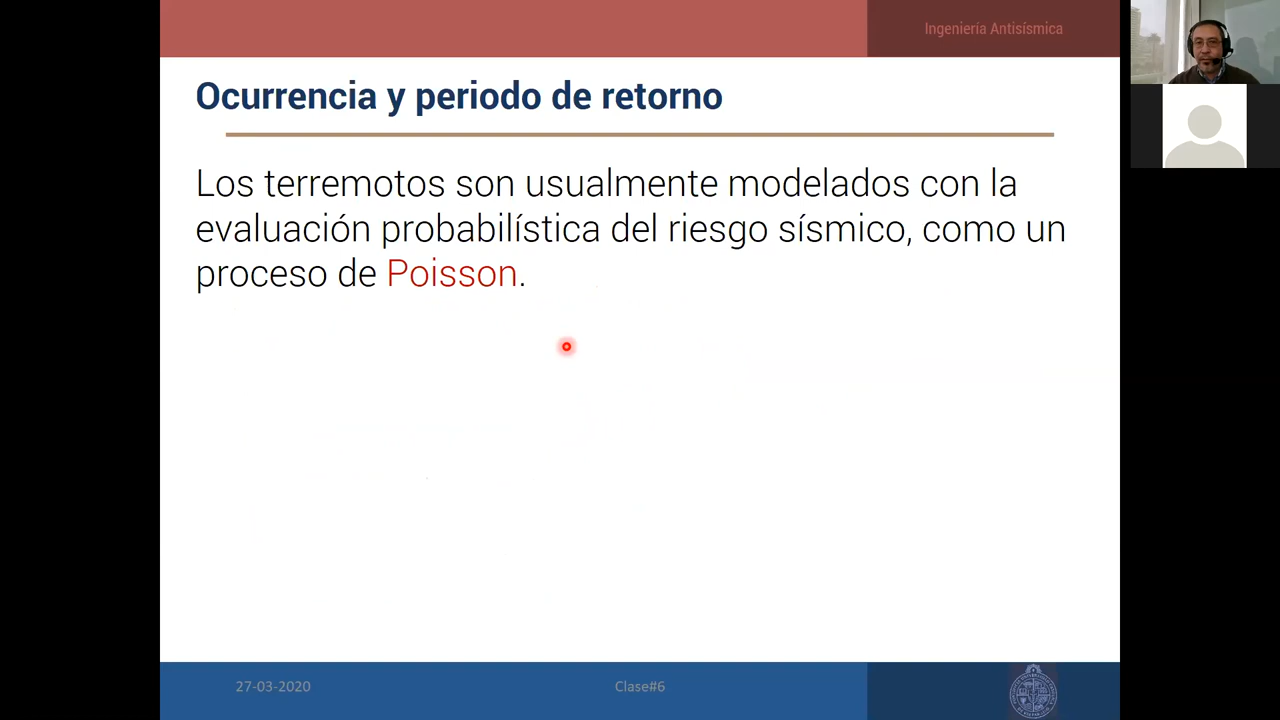 Ingeniería Antisísmica
Ocurrencia y periodo de retorno
Los terremotos son usualmente modelados con la
evaluación probabilística del riesgo sísmico, como un
proceso de Poisson.
27-03-2020
Clase#6